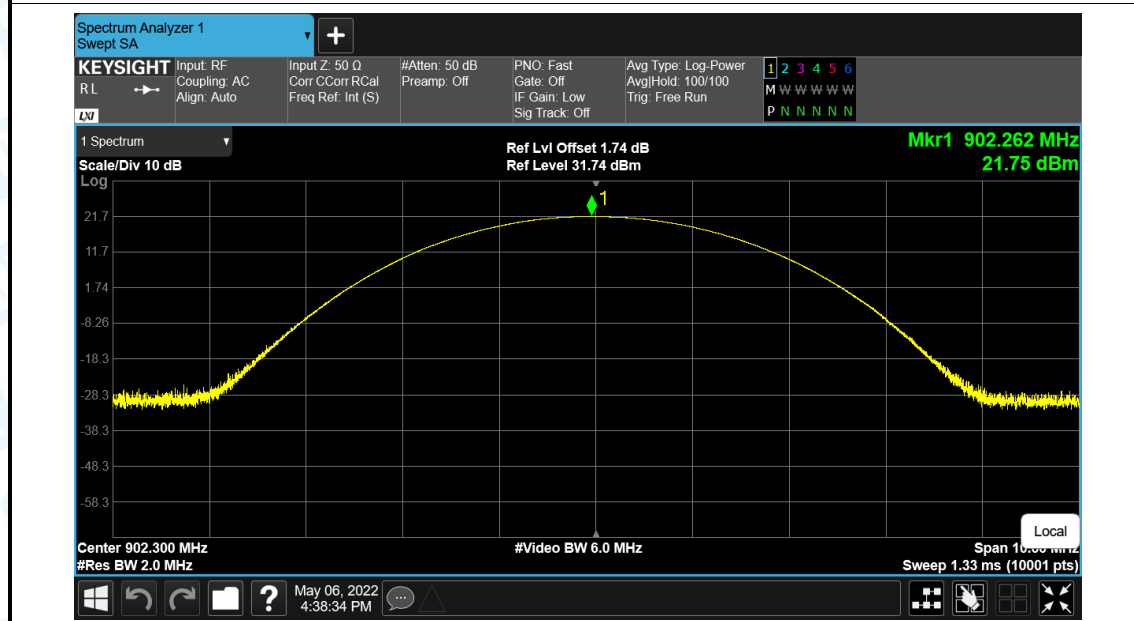 Spectrum Analyzer 1
Swept SA
KEYSIGHT
R L
LXI
Input: RF
Coupling: AC
Align: Auto
Input Z: 50 Ω
Corr CCorr RCal
Freq Ref: Int (S)
#Atten: 50 dB
Preamp: Off
PNO: Fast
Gate: Off
IF Gain: Low
Sig Track: Off
Avg Type: Log-Power
Avg|Hold: 100/100
Trig: Free Run
1 2 3 4 5 6
M W W W W W
P N N N N N
1 Spectrum
Scale/Div 10 dB
Log
Ref Lvl Offset 1.74 dB
Ref Level 31.74 dBm
Mkr1 902.262 MHz
21.75 dBm
1
21.7
11.7
1.74
-8.26
-18.3
-28.3
-38.3
-48.3
-58.3
Local
Center 902.300 MHz
#Video BW 6.0 MHz
Span 10.00 MHz
#Res BW 2.0 MHz
Sweep 1.33 ms (10001 pts)
May 06, 2022
4:38:34 PM